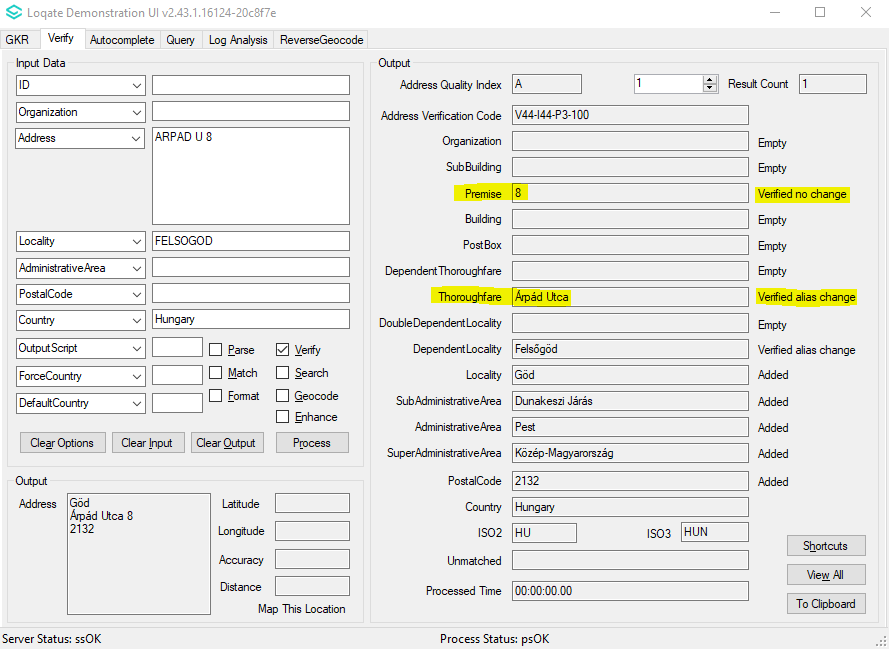 Loqate Demonstration UI v2.43.1.16124-20c8f7e
GKR Verify Autocomplete Query Log Analysis ReverseGeocode
Input Data
ID
Organization
Address ARPAD U 8
Locality FELSOGOD
AdministrativeArea
PostalCode
Country Hungary
OutputScript Parse Verify
ForceCountry Match Search
DefaultCountry Format Geocode
Enhance
Clear Options Clear Input Clear Output Process
Output
Address Göd
Árpád Utca 8
2132
Latitude
Longitude
Accuracy
Distance
Map This Location
Output
Address Quality Index A 1 Result Count 1
Address Verification Code V44-I44-P3-100
Organization Empty
SubBuilding Empty
Premise 8 Verified no change
Building Empty
PostBox Empty
DependentThoroughfare Empty
Thoroughfare Árpád Utca Verified alias change
DoubleDependentLocality Empty
DependentLocality Felsőgöd Verified alias change
Locality Göd Added
SubAdministrativeArea Dunakeszi Járás Added
AdministrativeArea Pest Added
SuperAdministrativeArea Közép-Magyarország Added
PostalCode 2132 Added
Country Hungary
ISO2 HU ISO3 HUN
Unmatched
Processed Time 00:00:00.00
Shortcuts
View All
To Clipboard
Server Status: ssOK Process Status: psOK